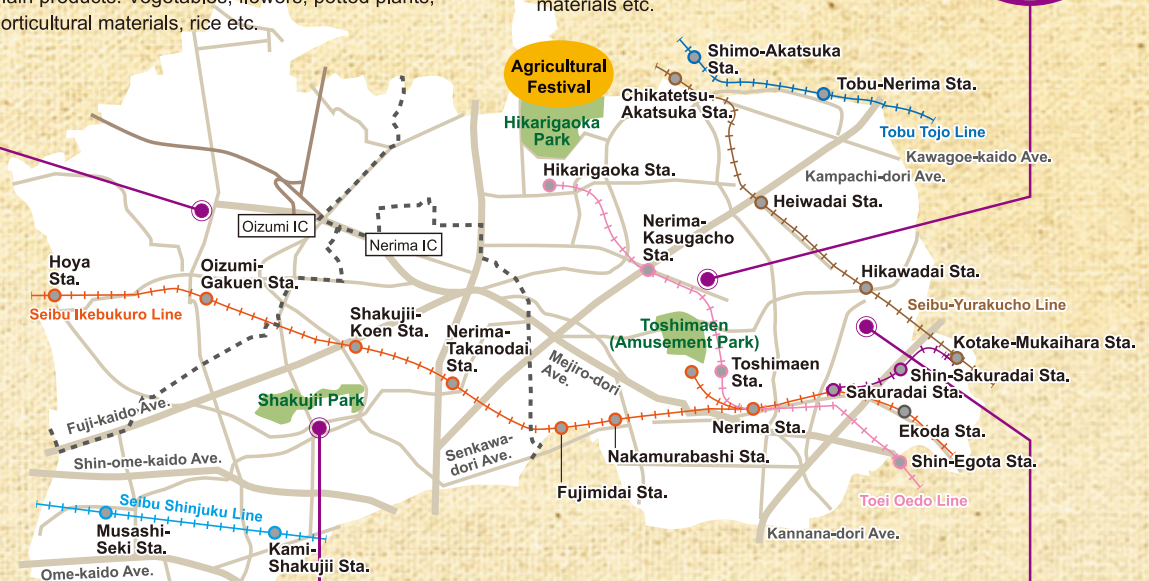 ain products: Vegetables, flowers, potted plants,
orticultural materials, rice etc.
materials etc.
Agricultural
Festival
Hikarigaoka
Park
Shimo-Akatsuka
Sta.
Chikatetsu-
Akatsuka Sta.
Tobu-Nerima Sta.
Tobu Tojo Line
Kawagoe-kaido Ave.
Kampachi-dori Ave.
Hikarigaoka Sta.
Heiwadai Sta.
Nerima-
Kasugacho
Sta.
Oizumi IC
Nerima IC
Hoya
Sta.
Oizumi-
Gakuen Sta.
Seibu Ikebukuro Line
Hikawadai Sta.
Seibu-Yurakucho Line
Shakujii-
Koen Sta.
Nerima-
Takanodai
Sta.
Mejiro-dori
Ave.
Toshimaen
(Amusement Park)
Toshimaen
Sta.
Kotake-Mukaihara Sta.
Shin-Sakuradai Sta.
Sakuradai Sta.
Shakujii Park
Fuji-kaido Ave.
Nerima Sta.
Ekoda Sta.
Senkawa-
dori Ave.
Nakamurabashi Sta.
Shin-Egota Sta.
Shin-ome-kaido Ave.
Fujimidai Sta.
Toei Oedo Line
Seibu Shinjuku Line
Musashi-
Seki Sta.
Kami-
Shakujii Sta.
Kannana-dori Ave.
Ome-kaido Ave.